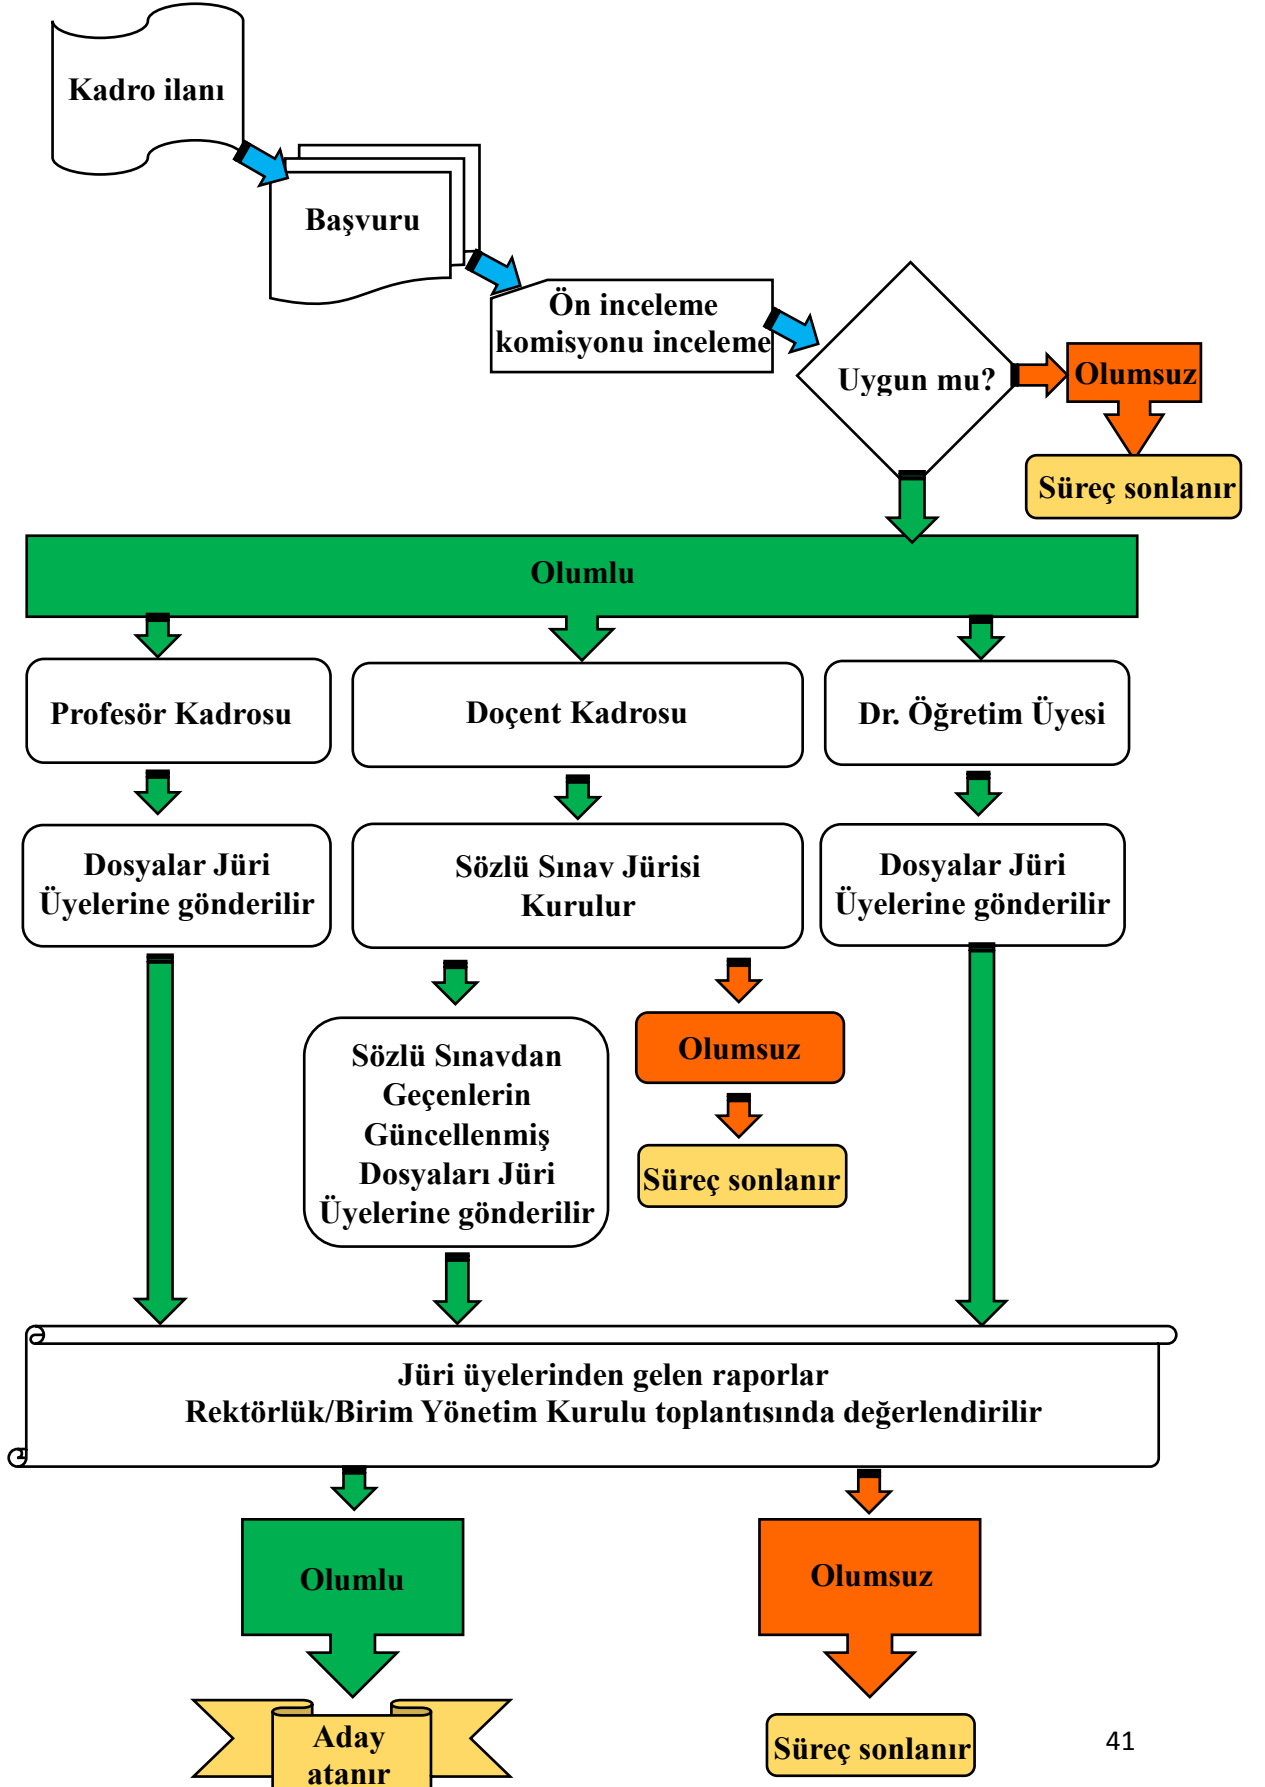 Kadro ilanı
Başvuru
Ön inceleme
komisyonu inceleme
Uygun mu?
Olumsuz
Süreç sonlanır
Olumlu
Profesör Kadrosu
Doçent Kadrosu
Dr. Öğretim Üyesi
Dosyalar Jüri
Üyelerine gönderilir
Sözlü Sınav Jürisi
Kurulur
Dosyalar Jüri
Üyelerine gönderilir
Sözlü Sınavdan
Geçenlerin
Güncellenmiş
Dosyaları Jüri
Üyelerine gönderilir
Olumsuz
Süreç sonlanır
Jüri üyelerinden gelen raporlar
Rektörlük/Birim Yönetim Kurulu toplantısında değerlendirilir
Olumlu
Olumsuz
Aday
atanır
Süreç sonlanır
41